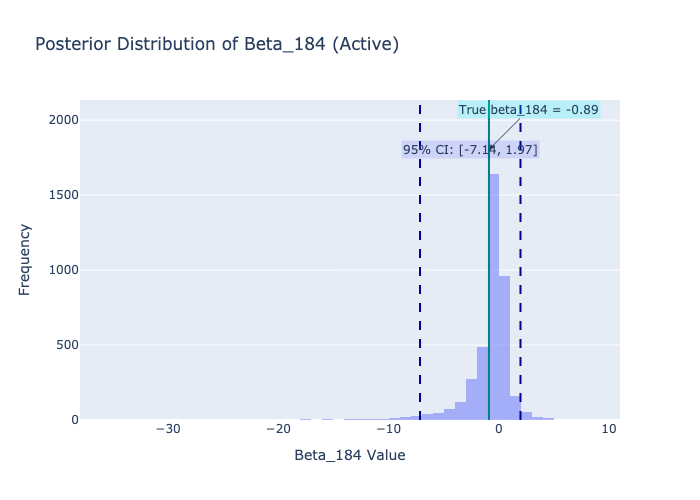 Posterior Distribution of Beta_184 (Active)
True beta_184 = -0.89
95% CI: [-7.14, 1.97]
2000
1500
1000
500
0
Frequency
−30
−20
−10
0
10
Beta_184 Value